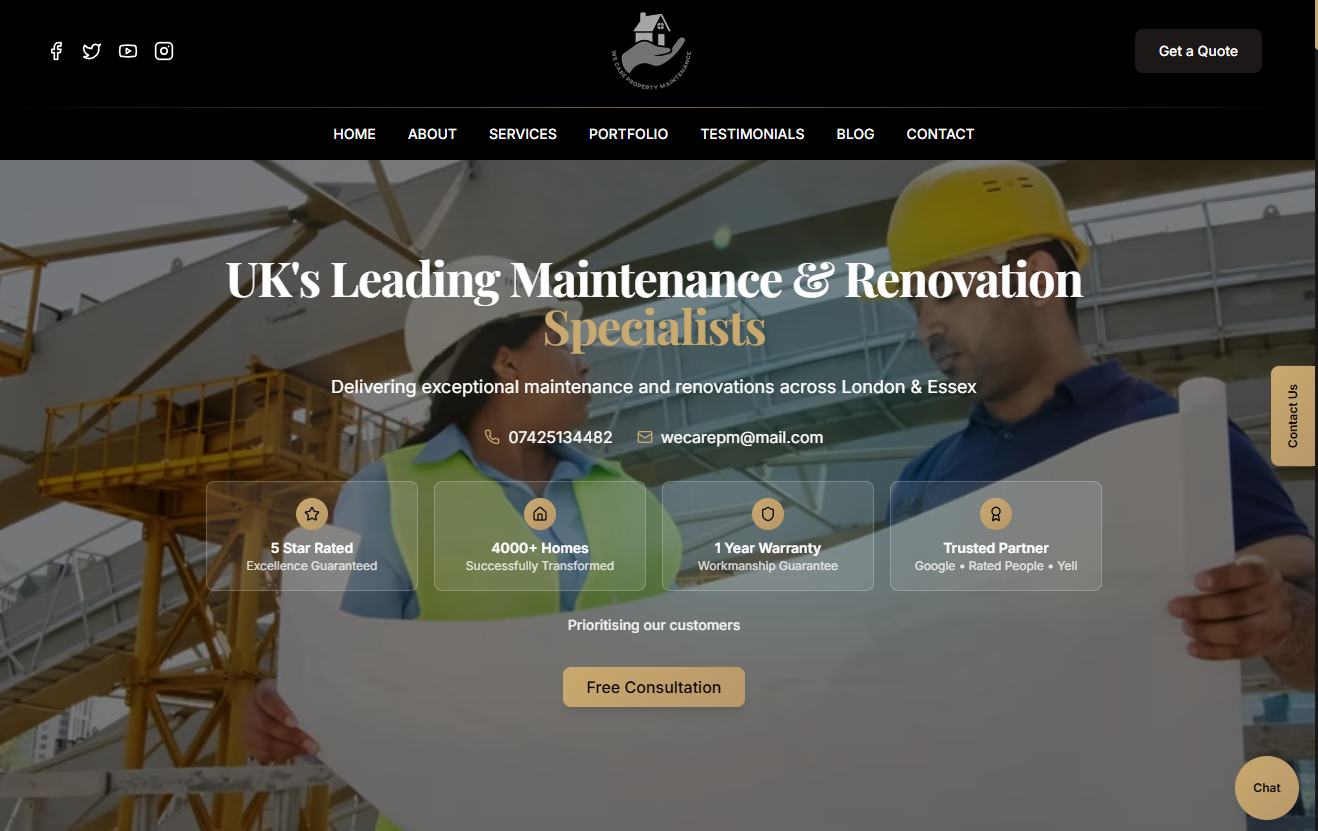 WE CARE PROPERTY MAINTENANCE
Get a Quote
HOME ABOUT SERVICES PORTFOLIO TESTIMONIALS BLOG CONTACT
UK's Leading Maintenance & Renovation
Specialists
Delivering exceptional maintenance and renovations across London & Essex
07425134482 wecarepm@mail.com
Contact Us
5 Star Rated
Excellence Guaranteed
4000+ Homes
Successfully Transformed
1 Year Warranty
Workmanship Guarantee
Trusted Partner
Google • Rated People • Yell
Prioritising our customers
Free Consultation
Chat